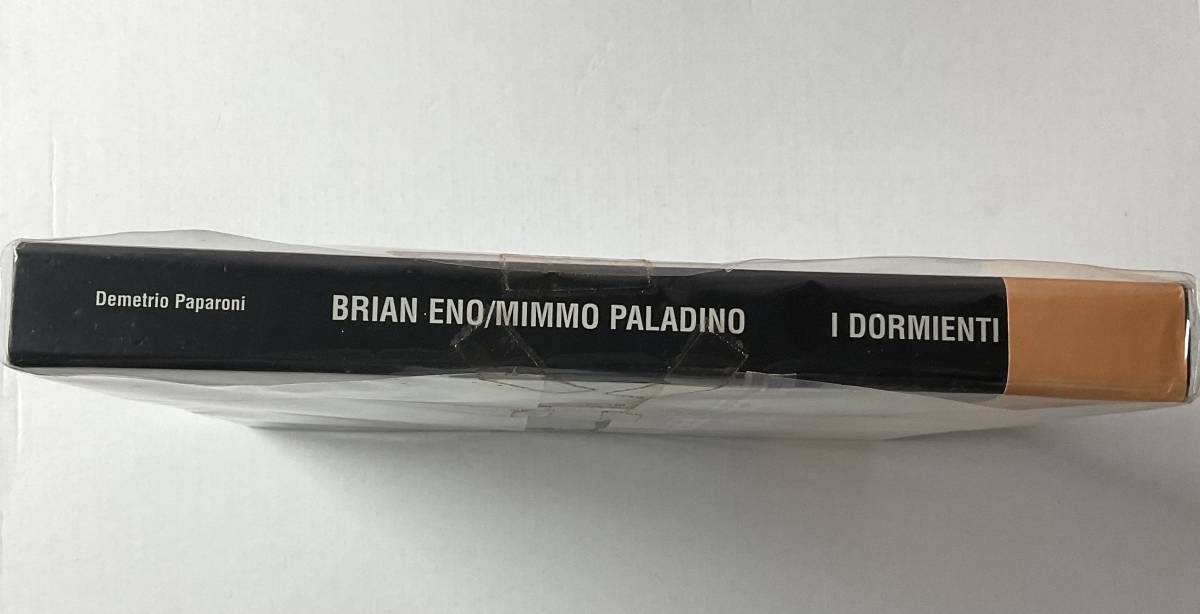 Demetrio Paparoni
BRIAN ENO/MIMMO PALADINO
I DORMIENTI